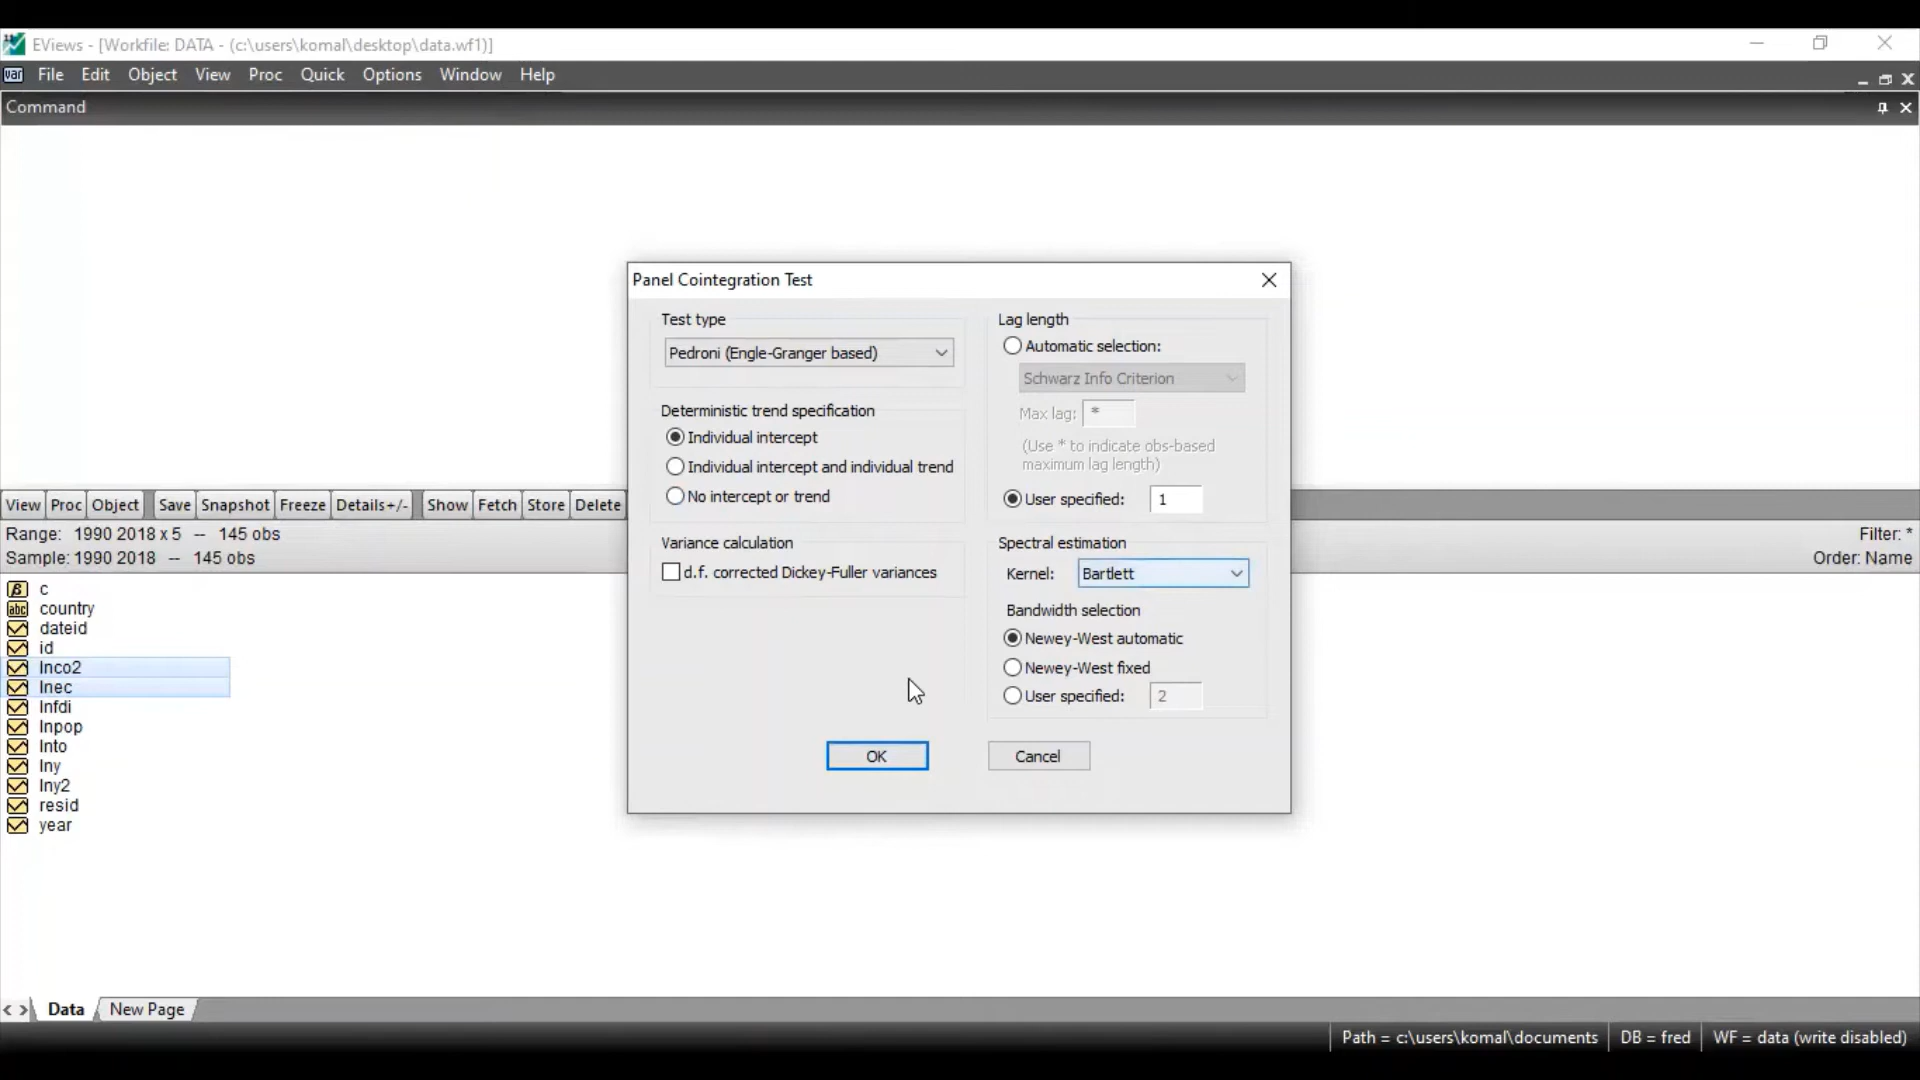 EViews - [Workfile: DATA - (c:\users\komal\desktop\data.wf1)]
var File Edit Object View Proc Quick Options Window Help
Command
Panel Cointegration Test
Test type
Pedroni (Engle-Granger based)
Deterministic trend specification
Individual intercept
Individual intercept and individual trend
No intercept or trend
Variance calculation
d.f. corrected Dickey-Fuller variances
Lag length
Automatic selection:
Schwarz Info Criterion
Max lag: *
(Use * to indicate obs-based
maximum lag length)
User specified: 1
Spectral estimation
Kernel: Bartlett
Bandwidth selection
Newey-West automatic
Newey-West fixed
User specified: 2
OK Cancel
View Proc Object Save Snapshot Freeze Details+/- Show Fetch Store Delete
Range: 1990 2018 x 5 -- 145 obs
Filter: *
Sample: 1990 2018 -- 145 obs
Order: Name
β c
abc country
dateid
id
lnco2
lnec
lnfdi
lnpop
lnto
lny
lny2
resid
year
< > Data New Page
Path = c:\users\komal\documents DB = fred WF = data (write disabled)